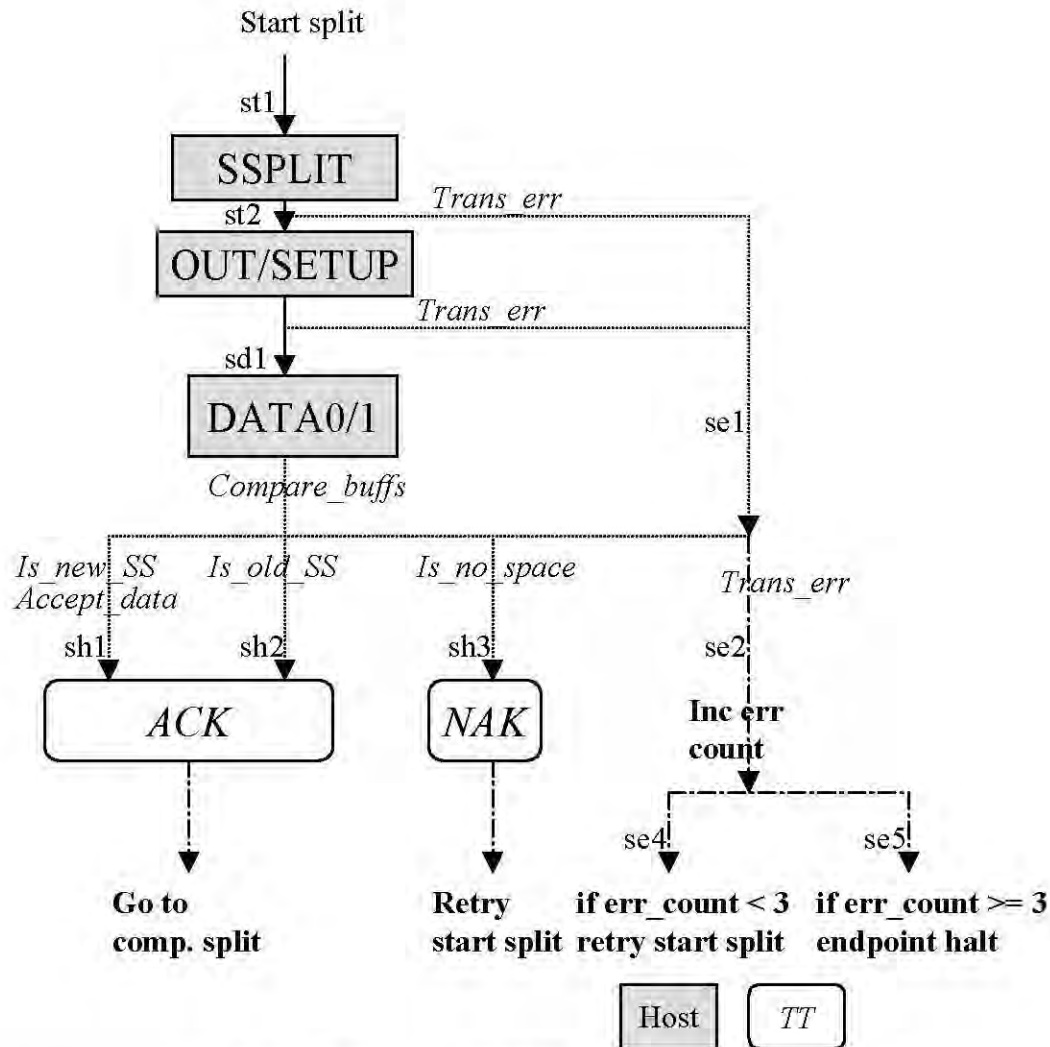 Start split
st1
SSPLIT
Trans_err
st2
OUT/SETUP
Trans_err
sd1
DATA0/1
se1
Compare_buffs
Is_new_SS
Accept_data
Is_old_SS
Is_no_space
Trans_err
sh1
sh2
sh3
se2
ACK
NAK
Inc err
count
se4
se5
Go to
comp. split
Retry
start split
if err_count < 3
retry start split
if err_count >= 3
endpoint halt
Host
TT